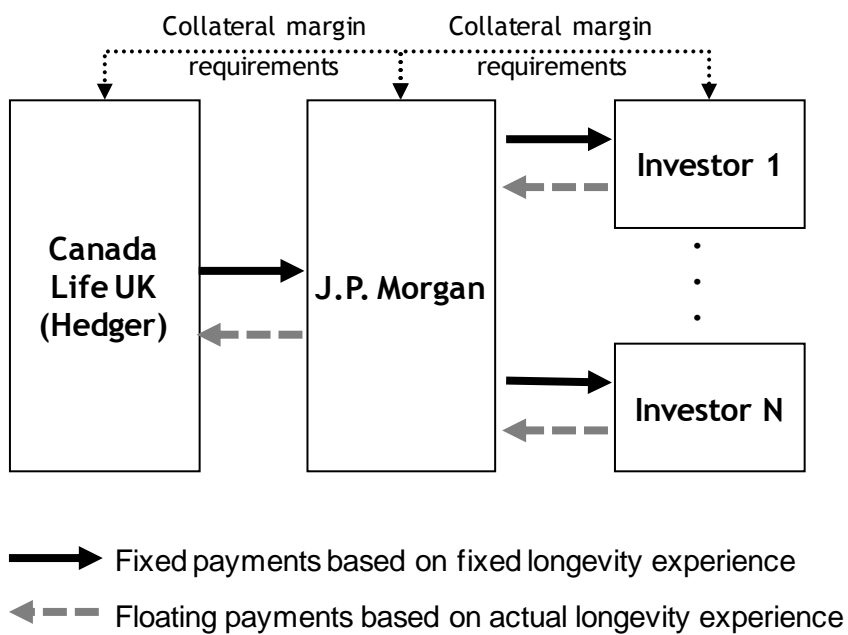 Collateral margin
requirements
Collateral margin
requirements
Canada
Life UK
(Hedger)
J.P. Morgan
Investor 1
.
.
.
Investor N
Fixed payments based on fixed longevity experience
Floating payments based on actual longevity experience